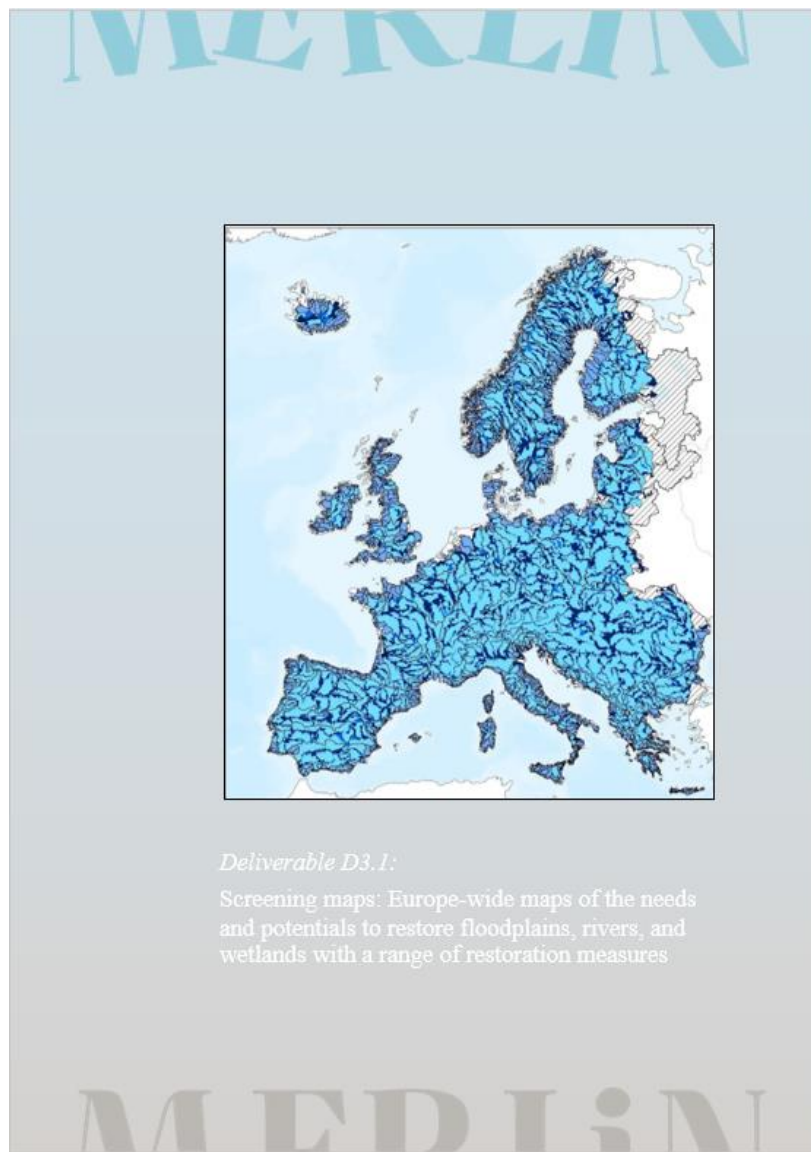 MERLiN
Deliverable D3.1:
Screening maps: Europe-wide maps of the needs
and potentials to restore floodplains, rivers, and
wetlands with a range of restoration measures
MERLiN